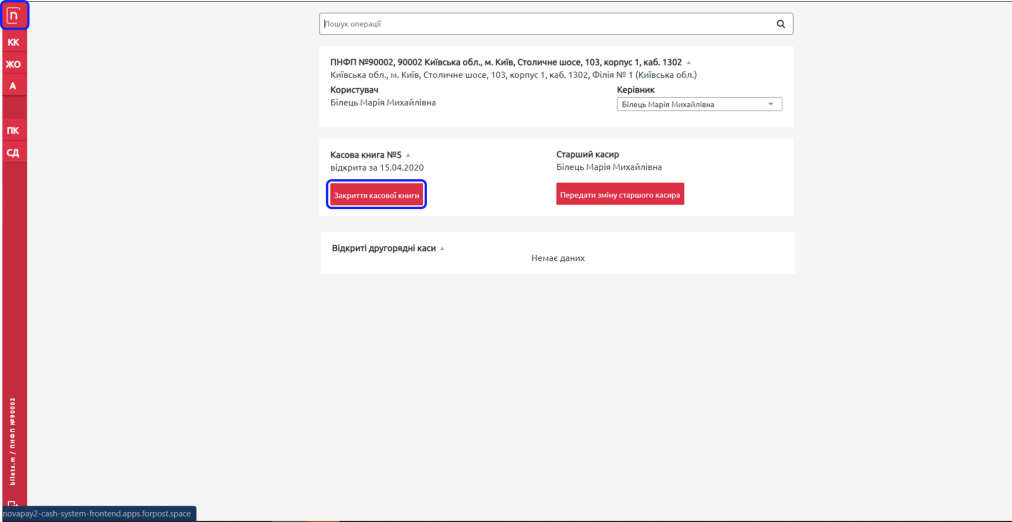 n
КК
ЖО
А
ПК
СД
bilets.m / ПНФП №90002
Пошук операції
ПНФП №90002, 90002 Київська обл., м. Київ, Столичне шосе, 103, корпус 1, каб. 1302
Київська обл., м. Київ, Столичне шосе, 103, корпус 1, каб. 1302, Філія № 1 (Київська обл.)
Користувач
Білець Марія Михайлівна
Керівник
Білець Марія Михайлівна
Касова книга №5
відкрита за 15.04.2020
Закриття касової книги
Старший касир
Білець Марія Михайлівна
Передати зміну старшого касира
Відкриті другорядні каси
Немає даних
novapay2-cash-system-frontend.apps.forpost.space